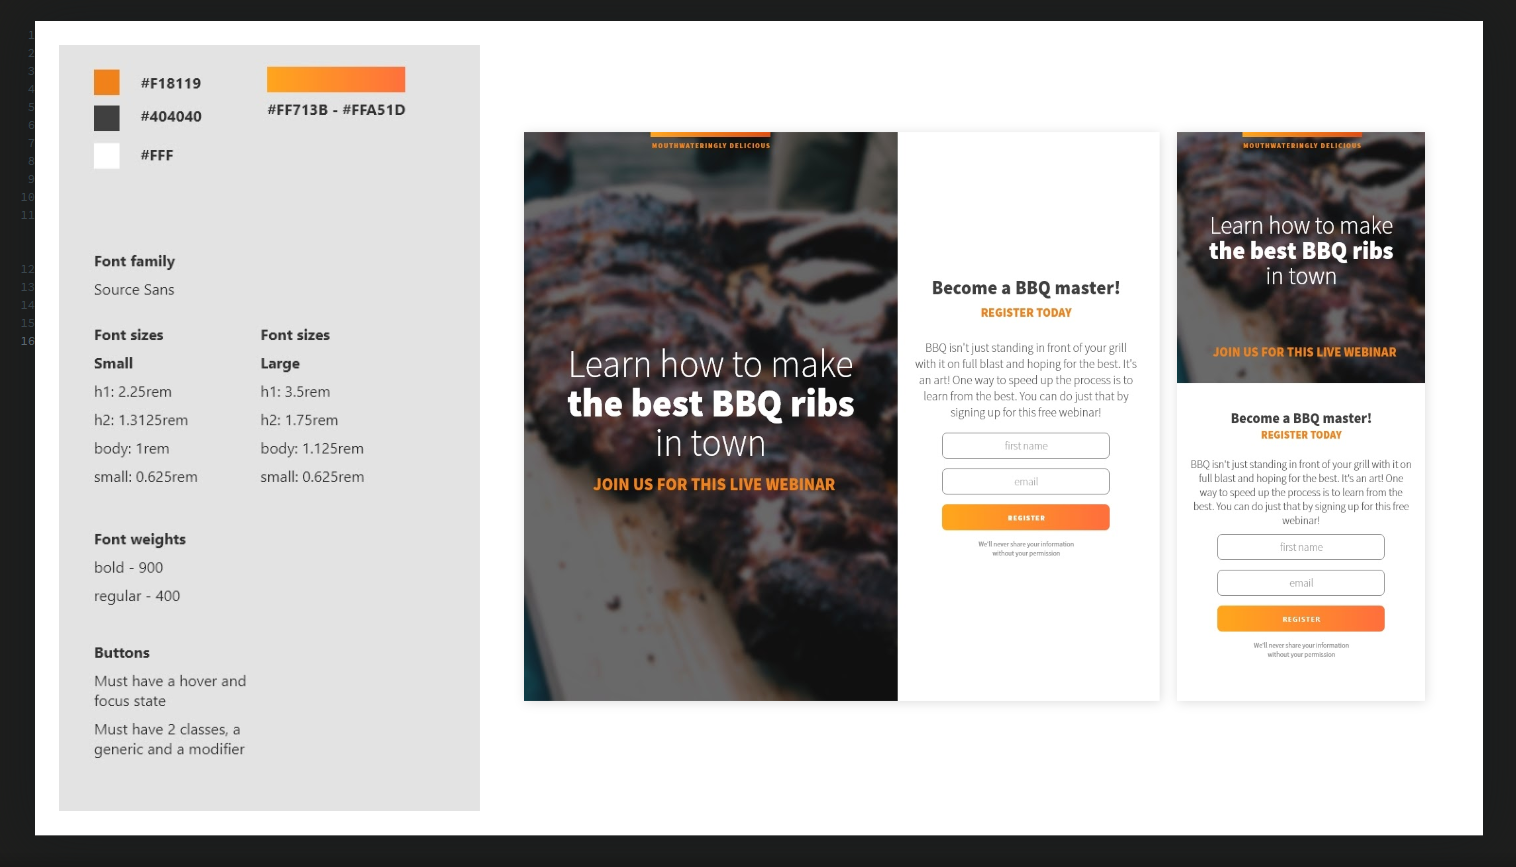 1
2
3
4
5
6
7
8
9
10
11
12
13
14
15
16
#F18119
#404040
#FFF
#FF713B - #FFA51D
Font family
Source Sans
Font sizes
Small
h1: 2.25rem
h2: 1.3125rem
body: 1rem
small: 0.625rem
Font sizes
Large
h1: 3.5rem
h2: 1.75rem
body: 1.125rem
small: 0.625rem
Font weights
bold - 900
regular - 400
Buttons
Must have a hover and
focus state
Must have 2 classes, a
generic and a modifier
MOUTHWATERINGLY DELICIOUS
Learn how to make
the best BBQ ribs
in town
JOIN US FOR THIS LIVE WEBINAR
Become a BBQ master!
REGISTER TODAY
BBQ isn't just standing in front of your grill
with it on full blast and hoping for the best. It's
an art! One way to speed up the process is to
learn from the best. You can do just that by
signing up for this free webinar!
first name
email
REGISTER
We'll never share your information
without your permission
MOUTHWATERINGLY DELICIOUS
Learn how to make
the best BBQ ribs
in town
JOIN US FOR THIS LIVE WEBINAR
Become a BBQ master!
REGISTER TODAY
BBQ isn't just standing in front of your grill with it on
full blast and hoping for the best. It's an art! One
way to speed up the process is to learn from the
best. You can do just that by signing up for this free
webinar!
first name
email
REGISTER
We'll never share your information
without your permission